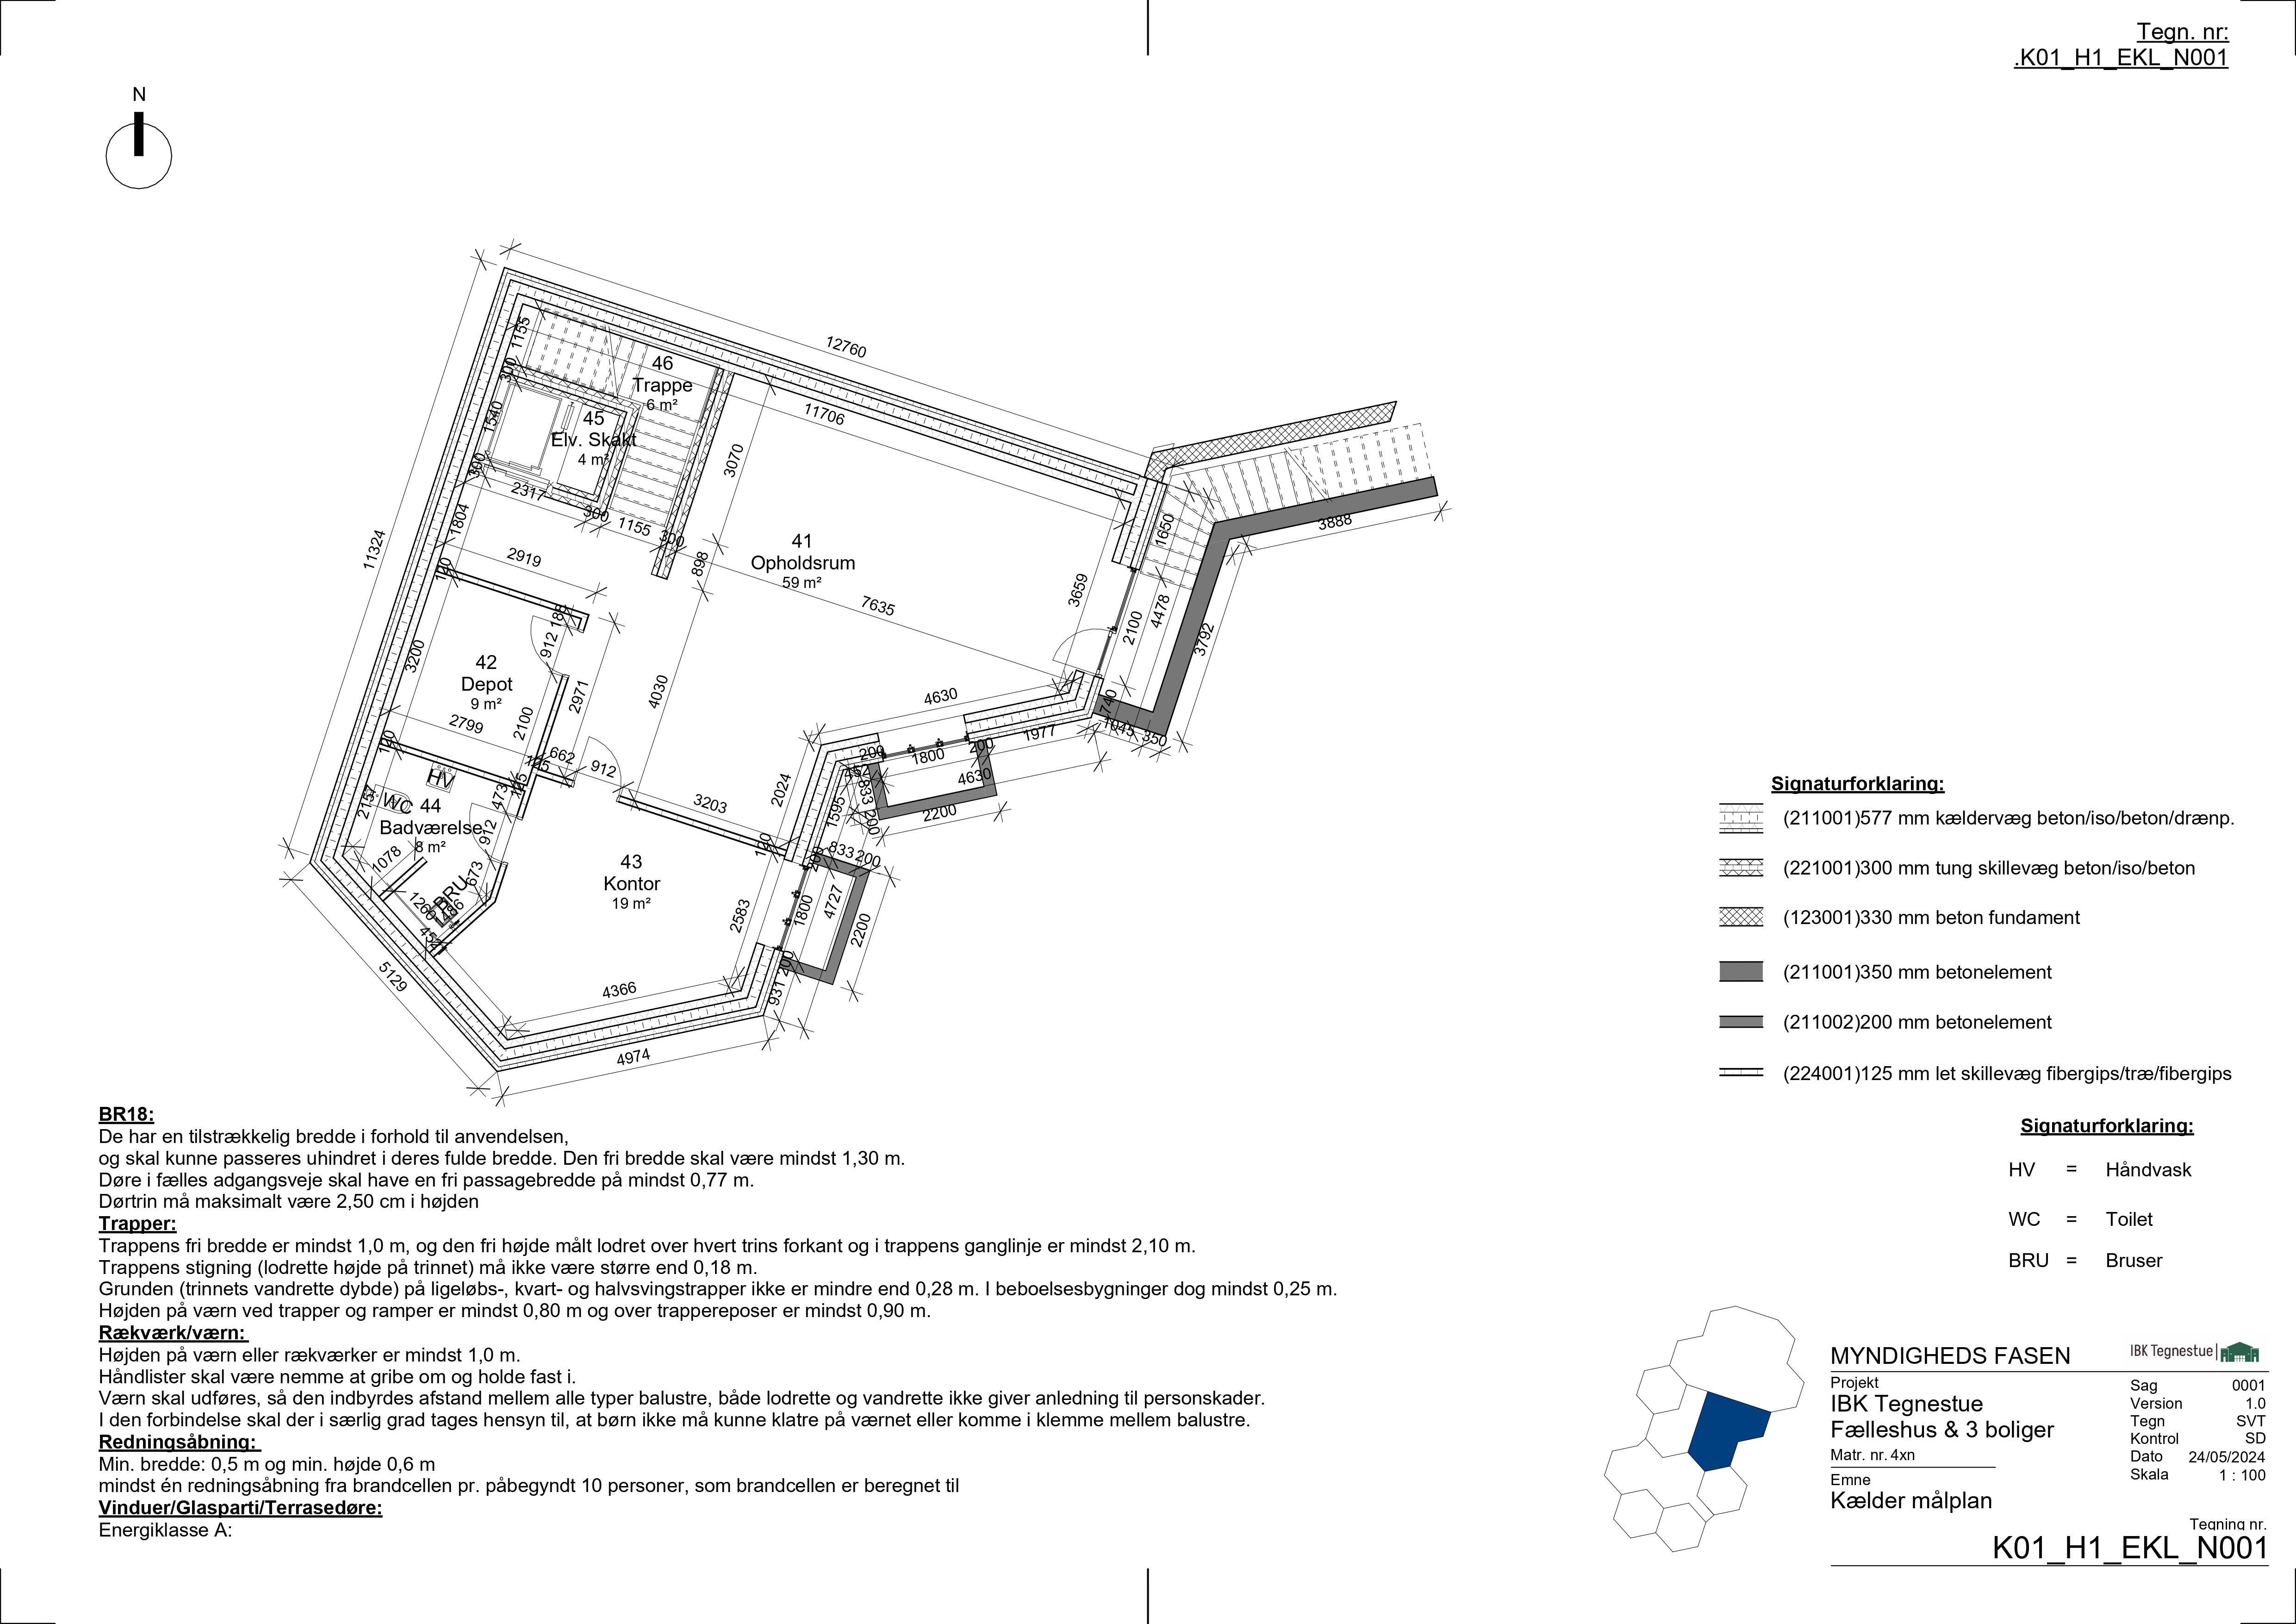 Tegn. nr:
.K01_H1_EKL_N001
N
12760
11706
11324
1155
300
1540
300
1804
46
Trappe
6 m²
45
Elv. Skakt
4 m²
2317
300
1155
300
3070
898
41
Opholdsrum
59 m²
7635
3659
1650
2100
4478
3792
3888
740
1045
350
2919
120
188
912
3200
42
Depot
9 m²
2799
2100
2971
4030
4630
1977
200
1800
200
452
833
4630
2200
200
2024
1595
120
662
125
912
3203
120
HV
WC
44
Badværelse
8 m²
2157
473
125
912
673
1078
BRU
1260
1486
452
43
Kontor
19 m²
200
833
200
1800
4727
2200
200
931
2583
4366
4974
5129
Signaturforklaring:
(211001)577 mm kældervæg beton/iso/beton/drænp.
(221001)300 mm tung skillevæg beton/iso/beton
(123001)330 mm beton fundament
(211001)350 mm betonelement
(211002)200 mm betonelement
(224001)125 mm let skillevæg fibergips/træ/fibergips
Signaturforklaring:
HV = Håndvask
WC = Toilet
BRU = Bruser
BR18:
De har en tilstrækkelig bredde i forhold til anvendelsen,
og skal kunne passeres uhindret i deres fulde bredde. Den fri bredde skal være mindst 1,30 m.
Døre i fælles adgangsveje skal have en fri passagebredde på mindst 0,77 m.
Dørtrin må maksimalt være 2,50 cm i højden
Trapper:
Trappens fri bredde er mindst 1,0 m, og den fri højde målt lodret over hvert trins forkant og i trappens ganglinje er mindst 2,10 m.
Trappens stigning (lodrette højde på trinnet) må ikke være større end 0,18 m.
Grunden (trinnets vandrette dybde) på ligeløbs-, kvart- og halvsvingstrapper ikke er mindre end 0,28 m. I beboelsesbygninger dog mindst 0,25 m.
Højden på værn ved trapper og ramper er mindst 0,80 m og over trappereposer er mindst 0,90 m.
Rækværk/værn:
Højden på værn eller rækværker er mindst 1,0 m.
Håndlister skal være nemme at gribe om og holde fast i.
Værn skal udføres, så den indbyrdes afstand mellem alle typer balustre, både lodrette og vandrette ikke giver anledning til personskader.
I den forbindelse skal der i særlig grad tages hensyn til, at børn ikke må kunne klatre på værnet eller komme i klemme mellem balustre.
Redningsåbning:
Min. bredde: 0,5 m og min. højde 0,6 m
mindst én redningsåbning fra brandcellen pr. påbegyndt 10 personer, som brandcellen er beregnet til
Vinduer/Glasparti/Terrasedøre:
Energiklasse A:
MYNDIGHEDS FASEN
IBK Tegnestue
Projekt
IBK Tegnestue
Fælleshus & 3 boliger
Matr. nr. 4xn
Emne
Kælder målplan
Sag 0001
Version 1.0
Tegn SVT
Kontrol SD
Dato 24/05/2024
Skala 1 : 100
Tegning nr.
K01_H1_EKL_N001